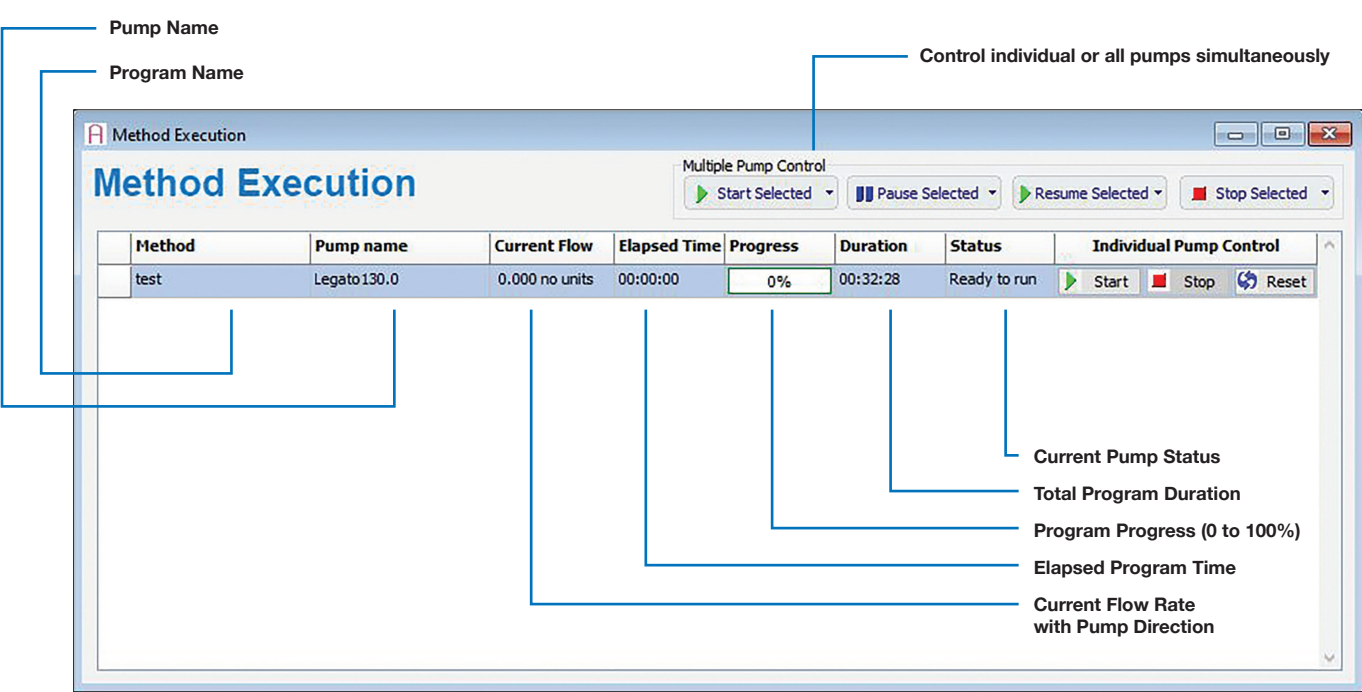 Pump Name
Program Name
Control individual or all pumps simultaneously
Method Execution
Method Execution
Multiple Pump Control
Start Selected Pause Selected Resume Selected Stop Selected
Method Pump name Current Flow Elapsed Time Progress Duration Status Individual Pump Control
test Legato130.0 0.000 no units 00:00:00 0% 00:32:28 Ready to run Start Stop Reset
Current Pump Status
Total Program Duration
Program Progress (0 to 100%)
Elapsed Program Time
Current Flow Rate
with Pump Direction